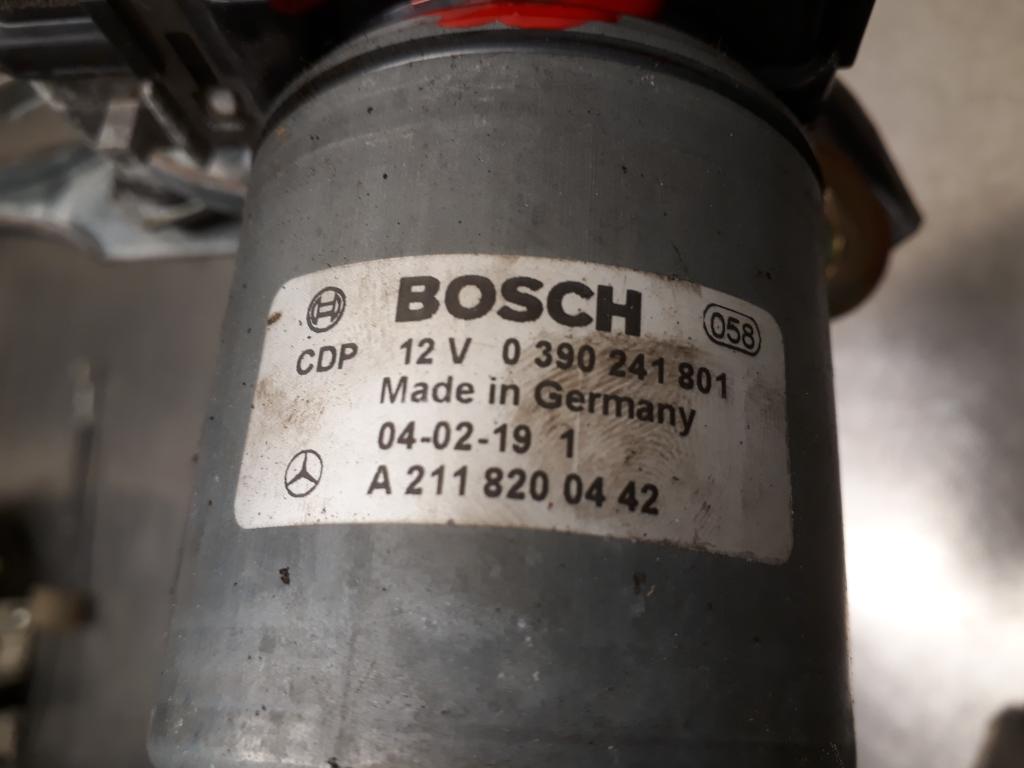 BOSCH 058
CDP 12 V 0 390 241 801
Made in Germany
04-02-19 1
A 211 820 04 42